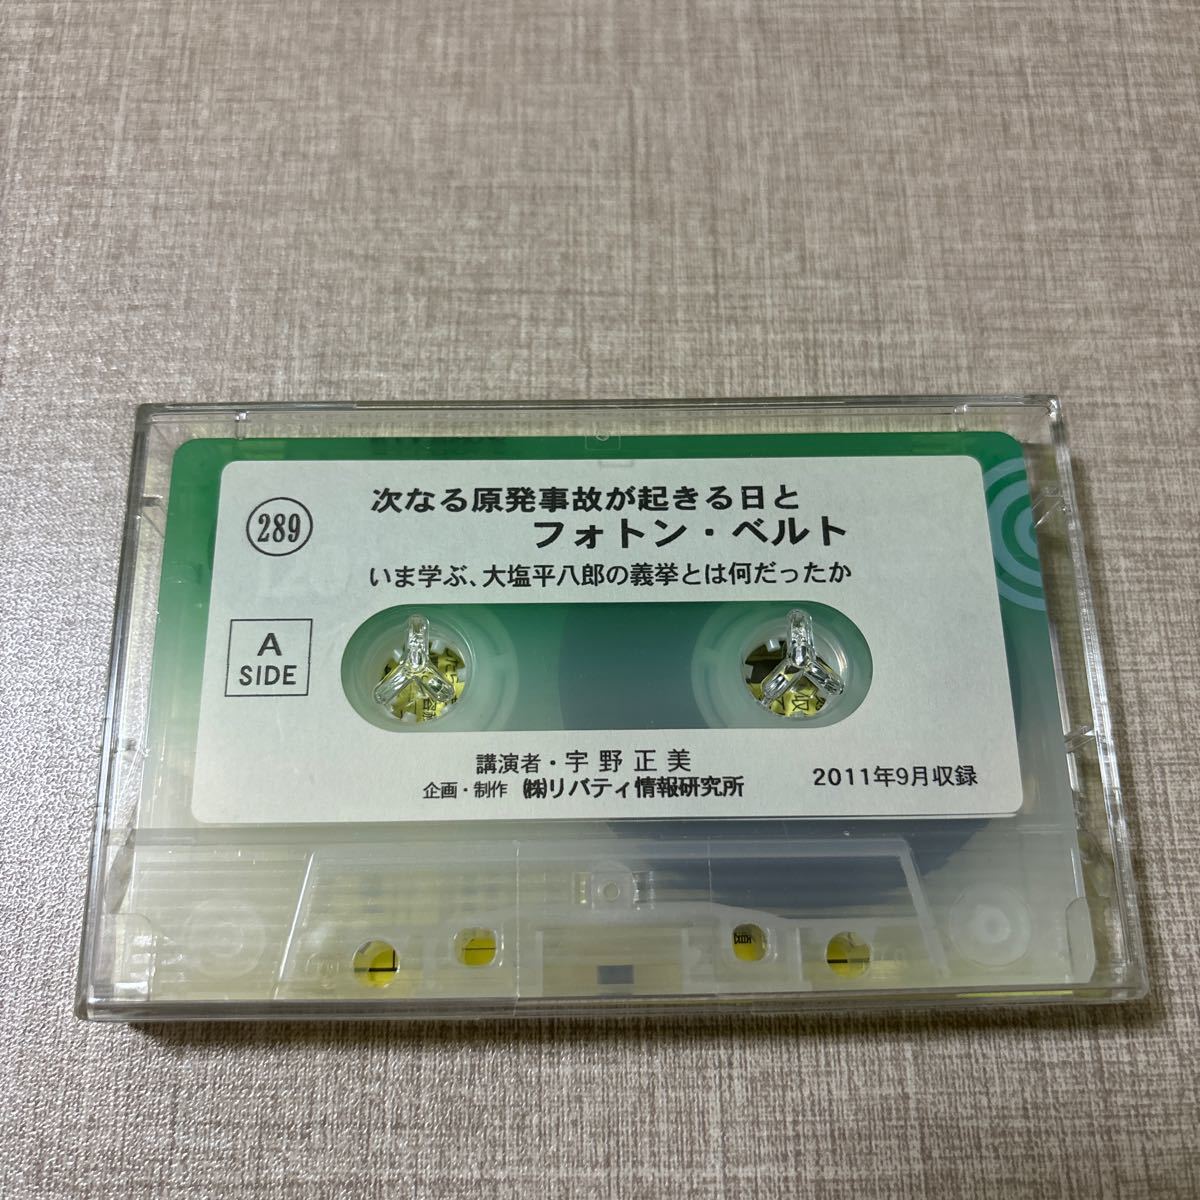 289
次なる原発事故が起きる日と
フォトン・ベルト
いま学ぶ、大塩平八郎の義挙とは何だったか
A
SIDE
講演者・宇野正美
企画・制作 ㈱リバティ情報研究所
2011年9月収録